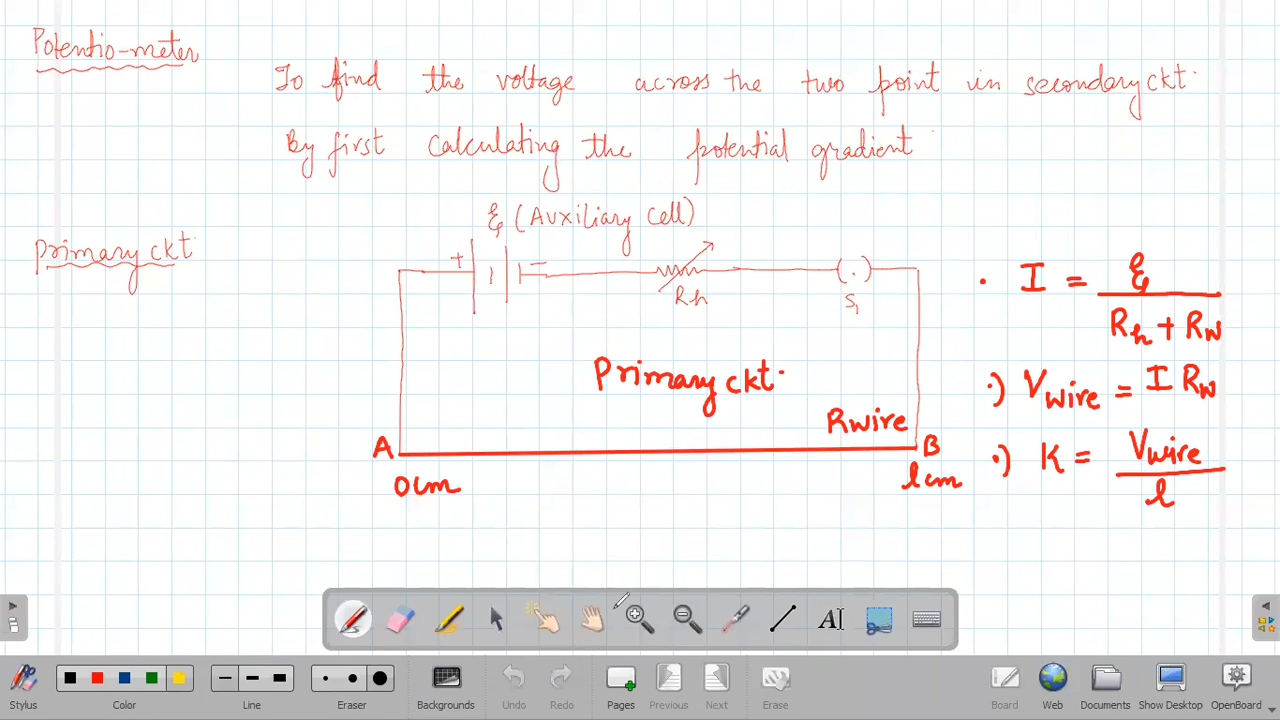 Potentio-meter
To find the voltage across the two point in secondary ckt.
By first calculating the potential gradient
Primary ckt
ξ (Auxiliary cell)
+ −
Rh
S₁
Primary ckt.
Rwire
A B
0cm lcm
. I = ξ / Rh + Rw
.) Vwire = I Rw
.) K = Vwire / l
Stylus Color Line Eraser Backgrounds Undo Redo Pages Previous Next Erase Board Web Documents Show Desktop OpenBoard